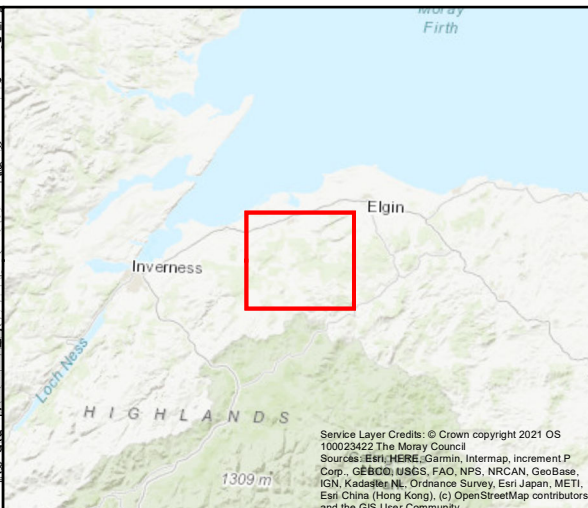 Moray
Firth
Elgin
Inverness
Loch Ness
HIGHLANDS
1309 m
Service Layer Credits: © Crown copyright 2021 OS
100023422 The Moray Council
Sources: Esri, HERE, Garmin, Intermap, increment P
Corp., GEBCO, USGS, FAO, NPS, NRCAN, GeoBase,
IGN, Kadaster NL, Ordnance Survey, Esri Japan, METI,
Esri China (Hong Kong), (c) OpenStreetMap contributors,
and the GIS User Community